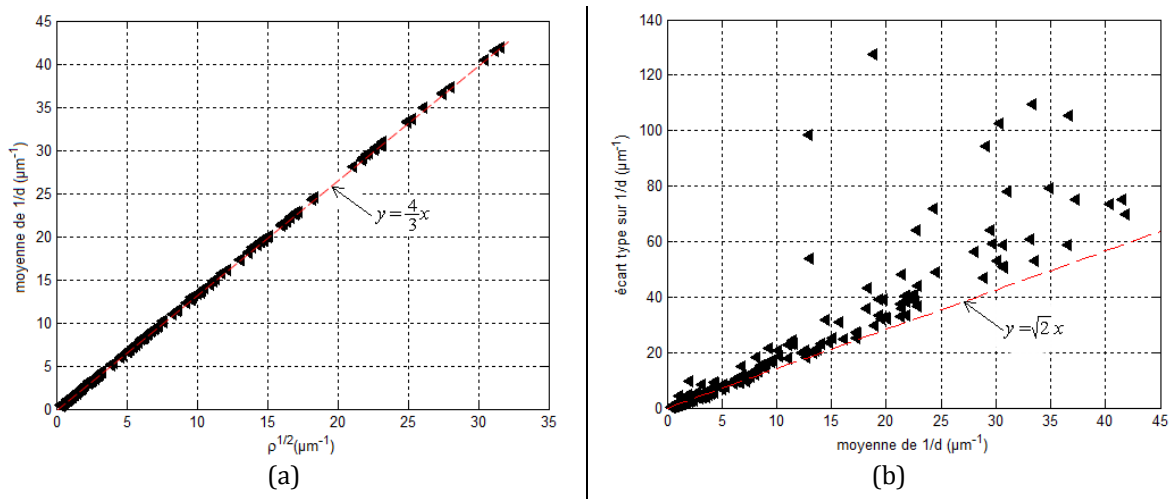 45
40
35
30
25
20
15
10
5
0
moyenne de 1/d (µm⁻¹)
y = 4/3 x
0 5 10 15 20 25 30 35
ρ^1/2(µm⁻¹)
(a)
140
120
100
80
60
40
20
0
écart type sur 1/d (µm⁻¹)
y = √2 x
0 5 10 15 20 25 30 35 40 45
moyenne de 1/d (µm⁻¹)
(b)